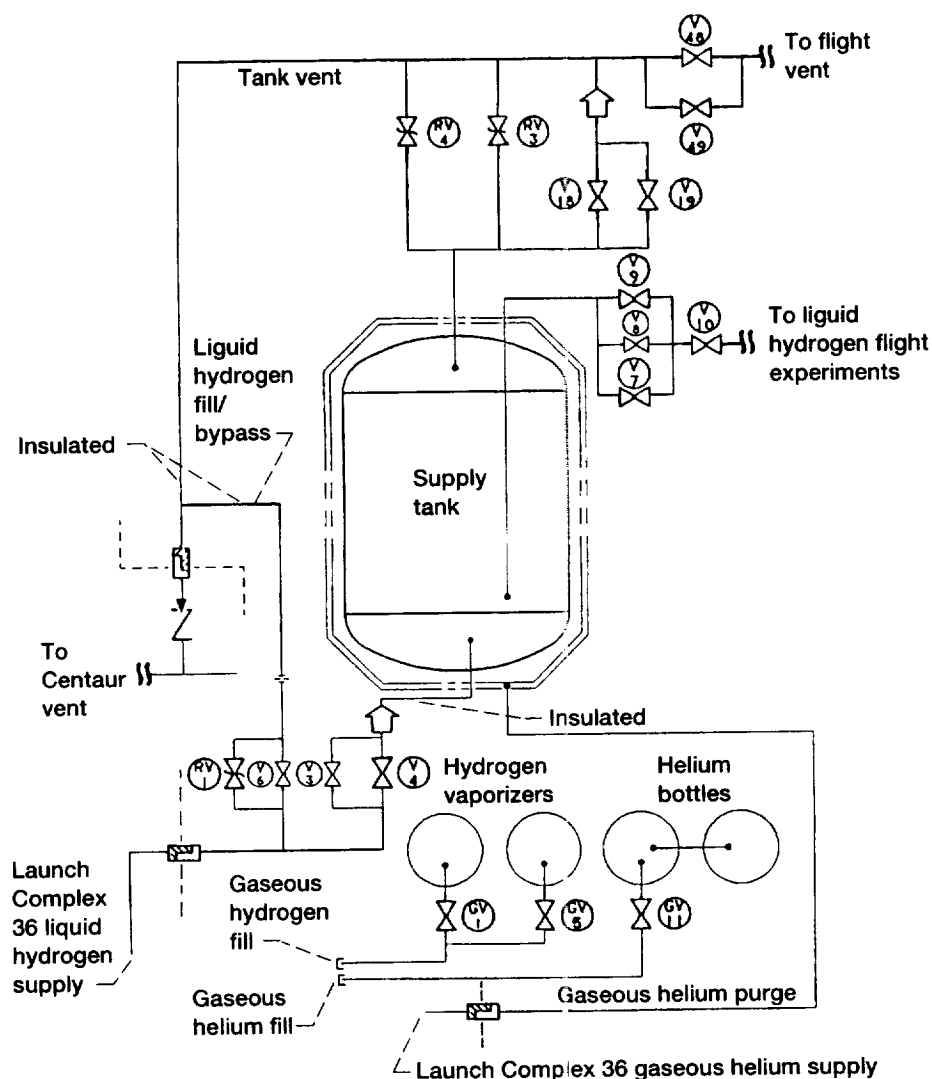 V
48
To flight
vent
Tank vent
RV
4
RV
3
V
49
V
18
V
19
V
9
V
8
V
10
V
7
To liguid
hydrogen flight
experiments
Liguid
hydrogen
fill/
bypass
Insulated
Supply
tank
To
Centaur
vent
Insulated
RV
1
V
6
V
3
V
4
Hydrogen
vaporizers
Helium
bottles
Launch
Complex
36 liquid
hydrogen
supply
Gaseous
hydrogen
fill
GV
1
GV
5
GV
11
Gaseous
helium fill
Gaseous helium purge
Launch Complex 36 gaseous helium supply